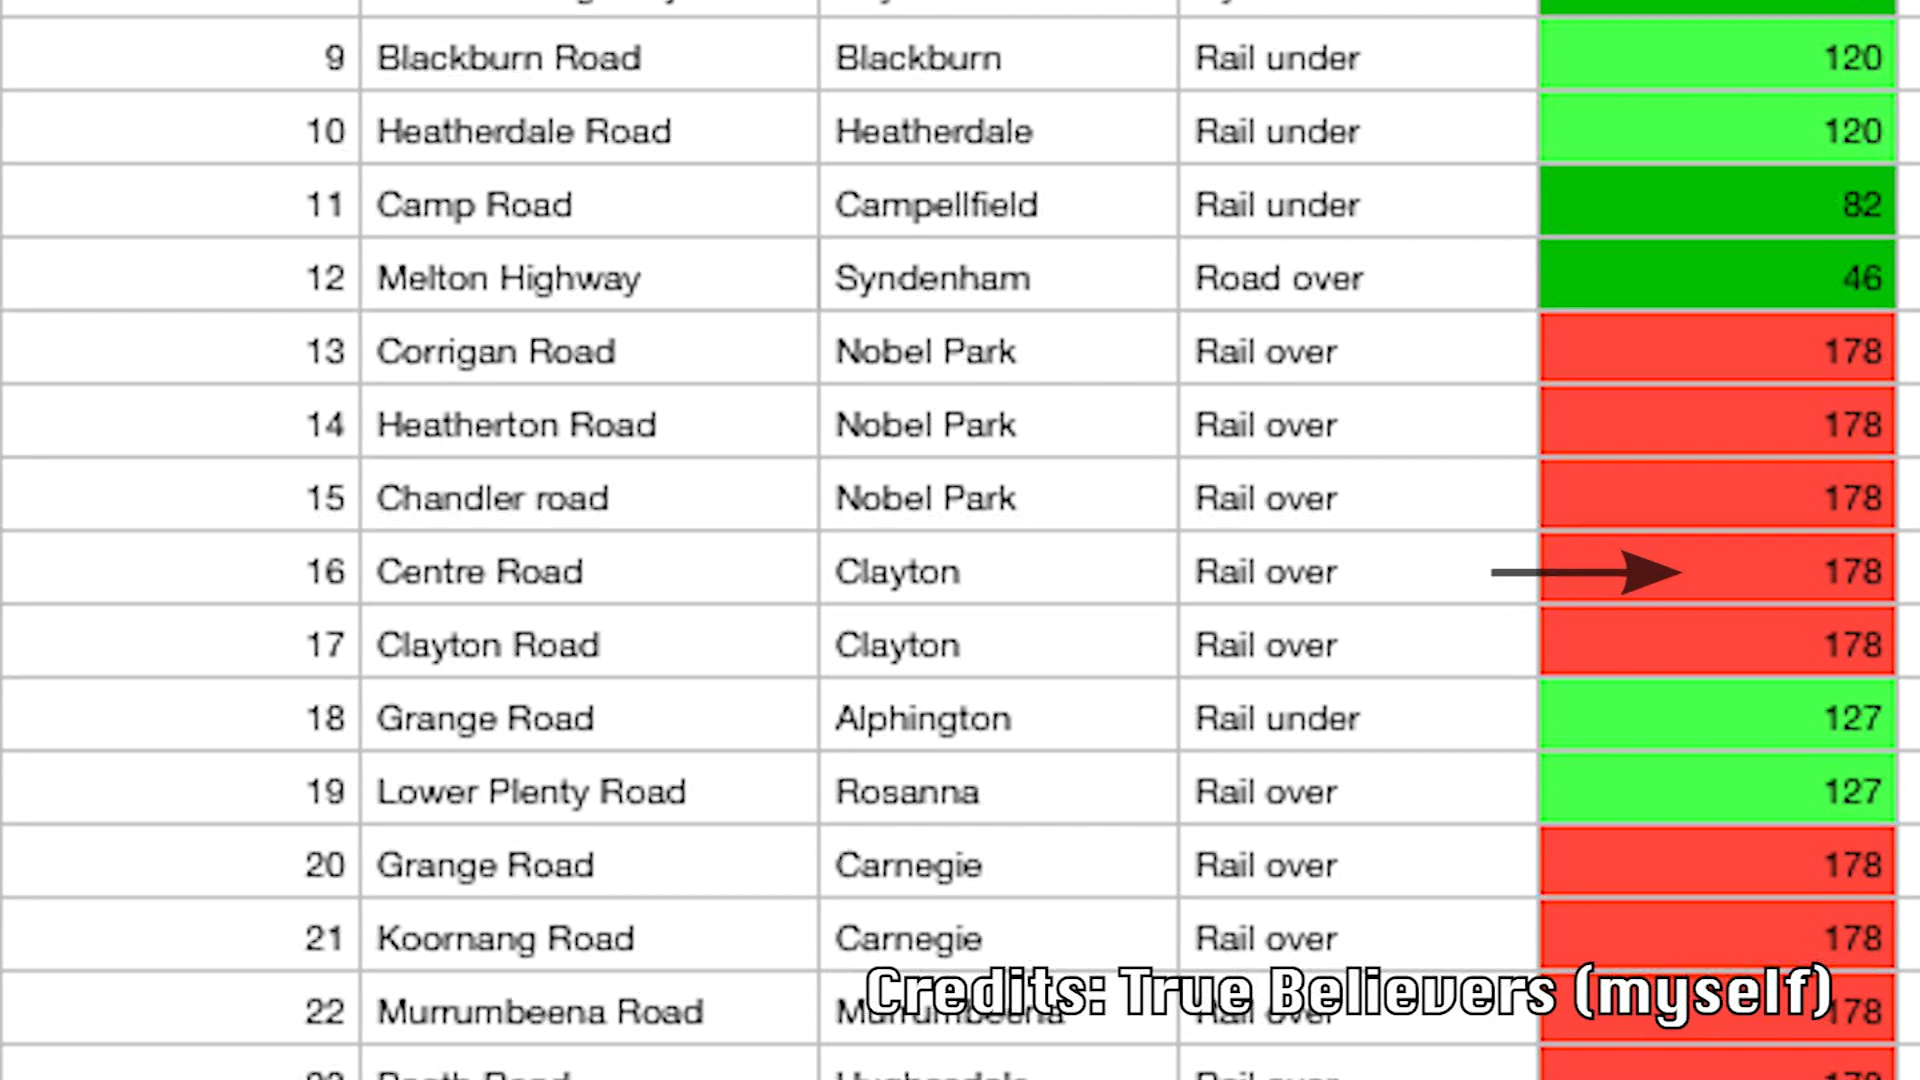 9 Blackburn Road Blackburn Rail under 120
10 Heatherdale Road Heatherdale Rail under 120
11 Camp Road Campellfield Rail under 82
12 Melton Highway Syndenham Road over 46
13 Corrigan Road Nobel Park Rail over 178
14 Heatherton Road Nobel Park Rail over 178
15 Chandler road Nobel Park Rail over 178
16 Centre Road Clayton Rail over 178
17 Clayton Road Clayton Rail over 178
18 Grange Road Alphington Rail under 127
19 Lower Plenty Road Rosanna Rail over 127
20 Grange Road Carnegie Rail over 178
21 Koornang Road Carnegie Rail over 178
Credits: True Believers (myself)
22 Murrumbeena Road Murrumbeena Rail over 178